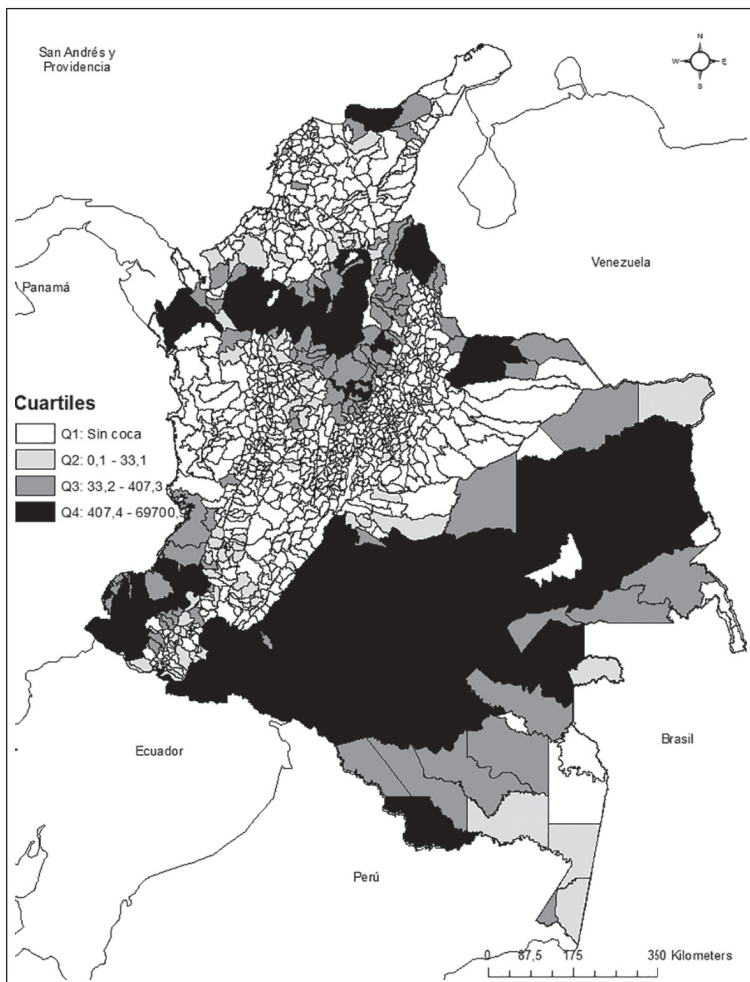 San Andrés y
Providencia
N
W E
S
Panamá
Venezuela
Cuartiles
Q1: Sin coca
Q2: 0,1 - 33,1
Q3: 33,2 - 407,3
Q4: 407,4 - 69700,
Ecuador
Brasil
Perú
0 87,5 175 350 Kilometers